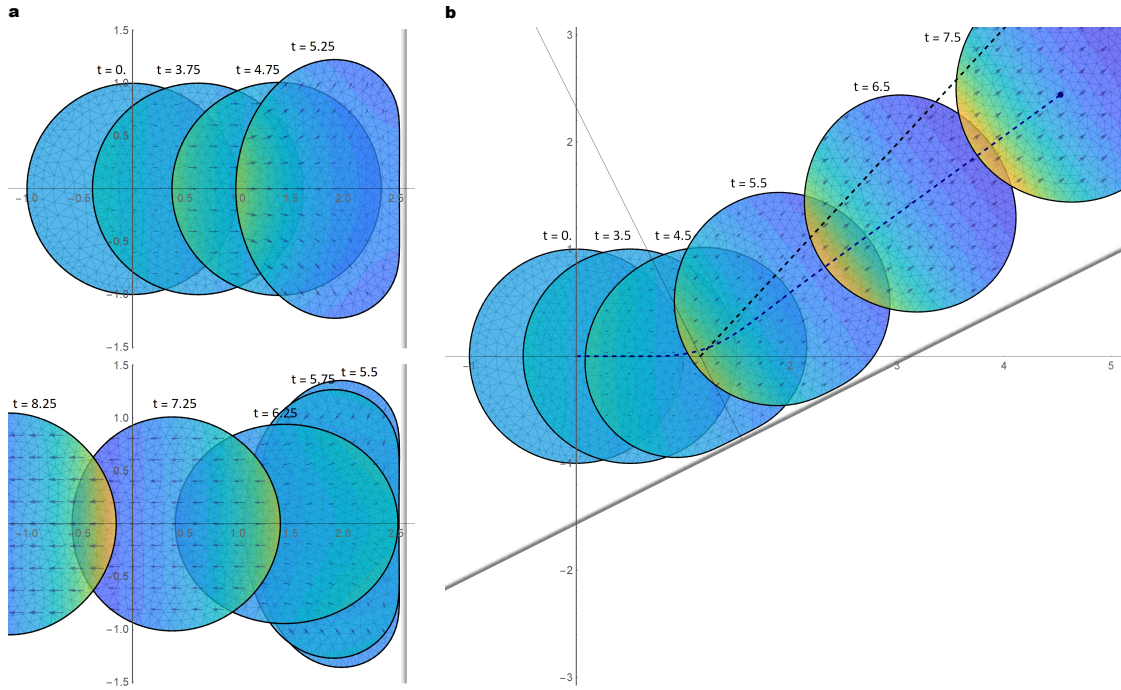 a
1.5
t = 5.25
t = 0. t = 3.75 t = 4.75
1.0
0.5
−1.0 −0.5 0.5 1.0 1.5 2.0 2.5
−0.5
−1.0
−1.5
1.5
t = 5.75 t = 5.5
t = 8.25 t = 7.25 t = 6.25
1.0
0.5
−1.0 −0.5 0.5 1.0 1.5 2.0 2.5
−0.5
−1.0
−1.5
b
3
t = 7.5
t = 6.5
2
t = 5.5
t = 0. t = 3.5 t = 4.5
1
−1 2 3 4 5
−1
−2
−3